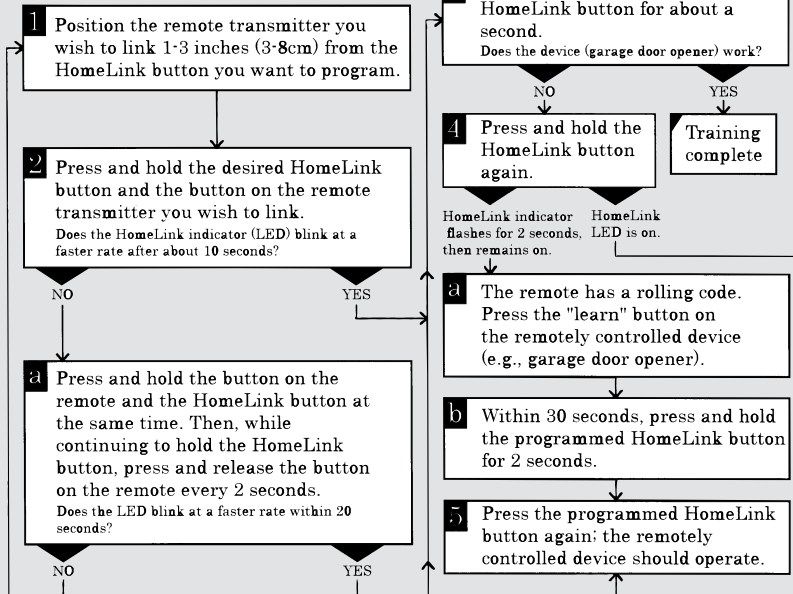 1
Position the remote transmitter you
wish to link 1-3 inches (3-8cm) from the
HomeLink button you want to program.
2
Press and hold the desired HomeLink
button and the button on the remote
transmitter you wish to link.
Does the HomeLink indicator (LED) blink at a
faster rate after about 10 seconds?
NO
YES
a
Press and hold the button on the
remote and the HomeLink button at
the same time. Then, while
continuing to hold the HomeLink
button, press and release the button
on the remote every 2 seconds.
Does the LED blink at a faster rate within 20
seconds?
NO
YES
HomeLink button for about a
second.
Does the device (garage door opener) work?
NO
YES
4
Press and hold the
HomeLink button
again.
Training
complete
HomeLink indicator
flashes for 2 seconds,
then remains on.
HomeLink
LED is on.
a
The remote has a rolling code.
Press the "learn" button on
the remotely controlled device
(e.g., garage door opener).
b
Within 30 seconds, press and hold
the programmed HomeLink button
for 2 seconds.
5
Press the programmed HomeLink
button again; the remotely
controlled device should operate.